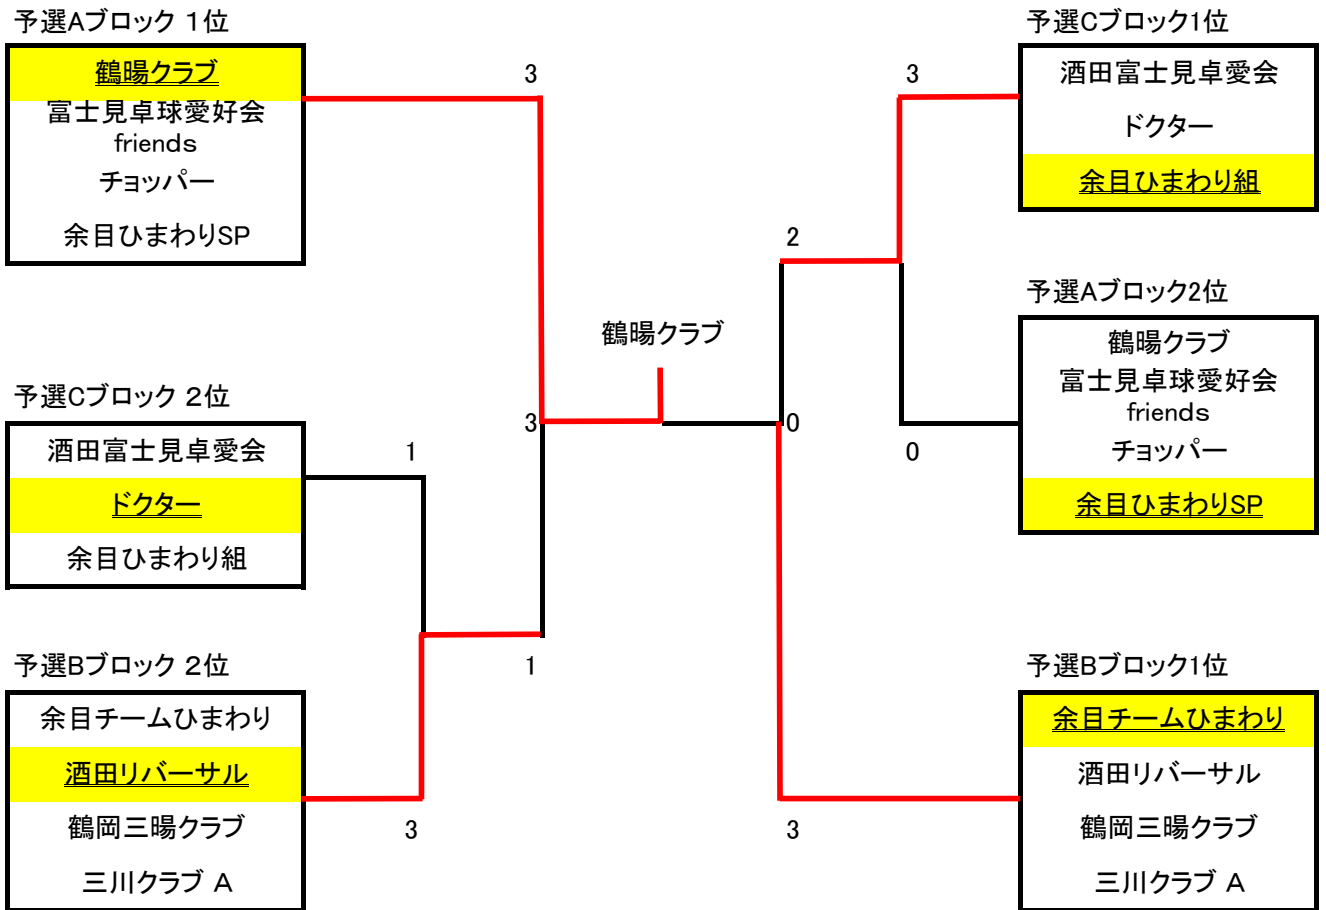 予選Aブロック 1位
鶴暘クラブ
富士見卓球愛好会
friends
チョッパー
余目ひまわりSP
3
予選Cブロック 2位
酒田富士見卓愛会
ドクター
余目ひまわり組
1
予選Bブロック 2位
余目チームひまわり
酒田リバーサル
鶴岡三暘クラブ
三川クラブ A
3
1
3
鶴暘クラブ
0
2
3
予選Cブロック1位
酒田富士見卓愛会
ドクター
余目ひまわり組
予選Aブロック2位
鶴暘クラブ
富士見卓球愛好会
friends
チョッパー
余目ひまわりSP
0
予選Bブロック1位
余目チームひまわり
酒田リバーサル
鶴岡三暘クラブ
三川クラブ A
3